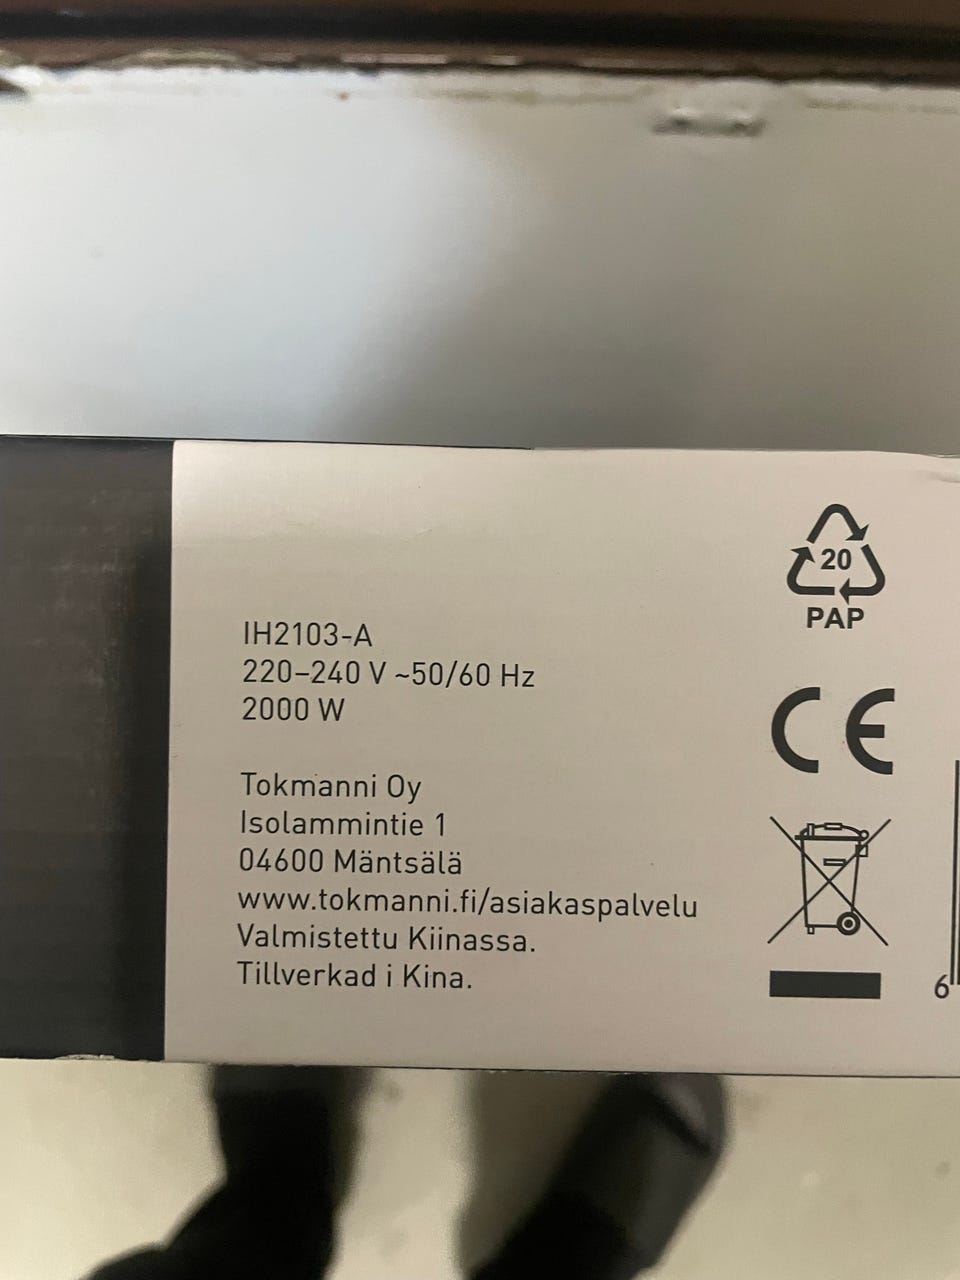 20
PAP
IH2103-A
220–240 V ~50/60 Hz
2000 W
CE
Tokmanni Oy
Isolammintie 1
04600 Mäntsälä
www.tokmanni.fi/asiakaspalvelu
Valmistettu Kiinassa.
Tillverkad i Kina.
6